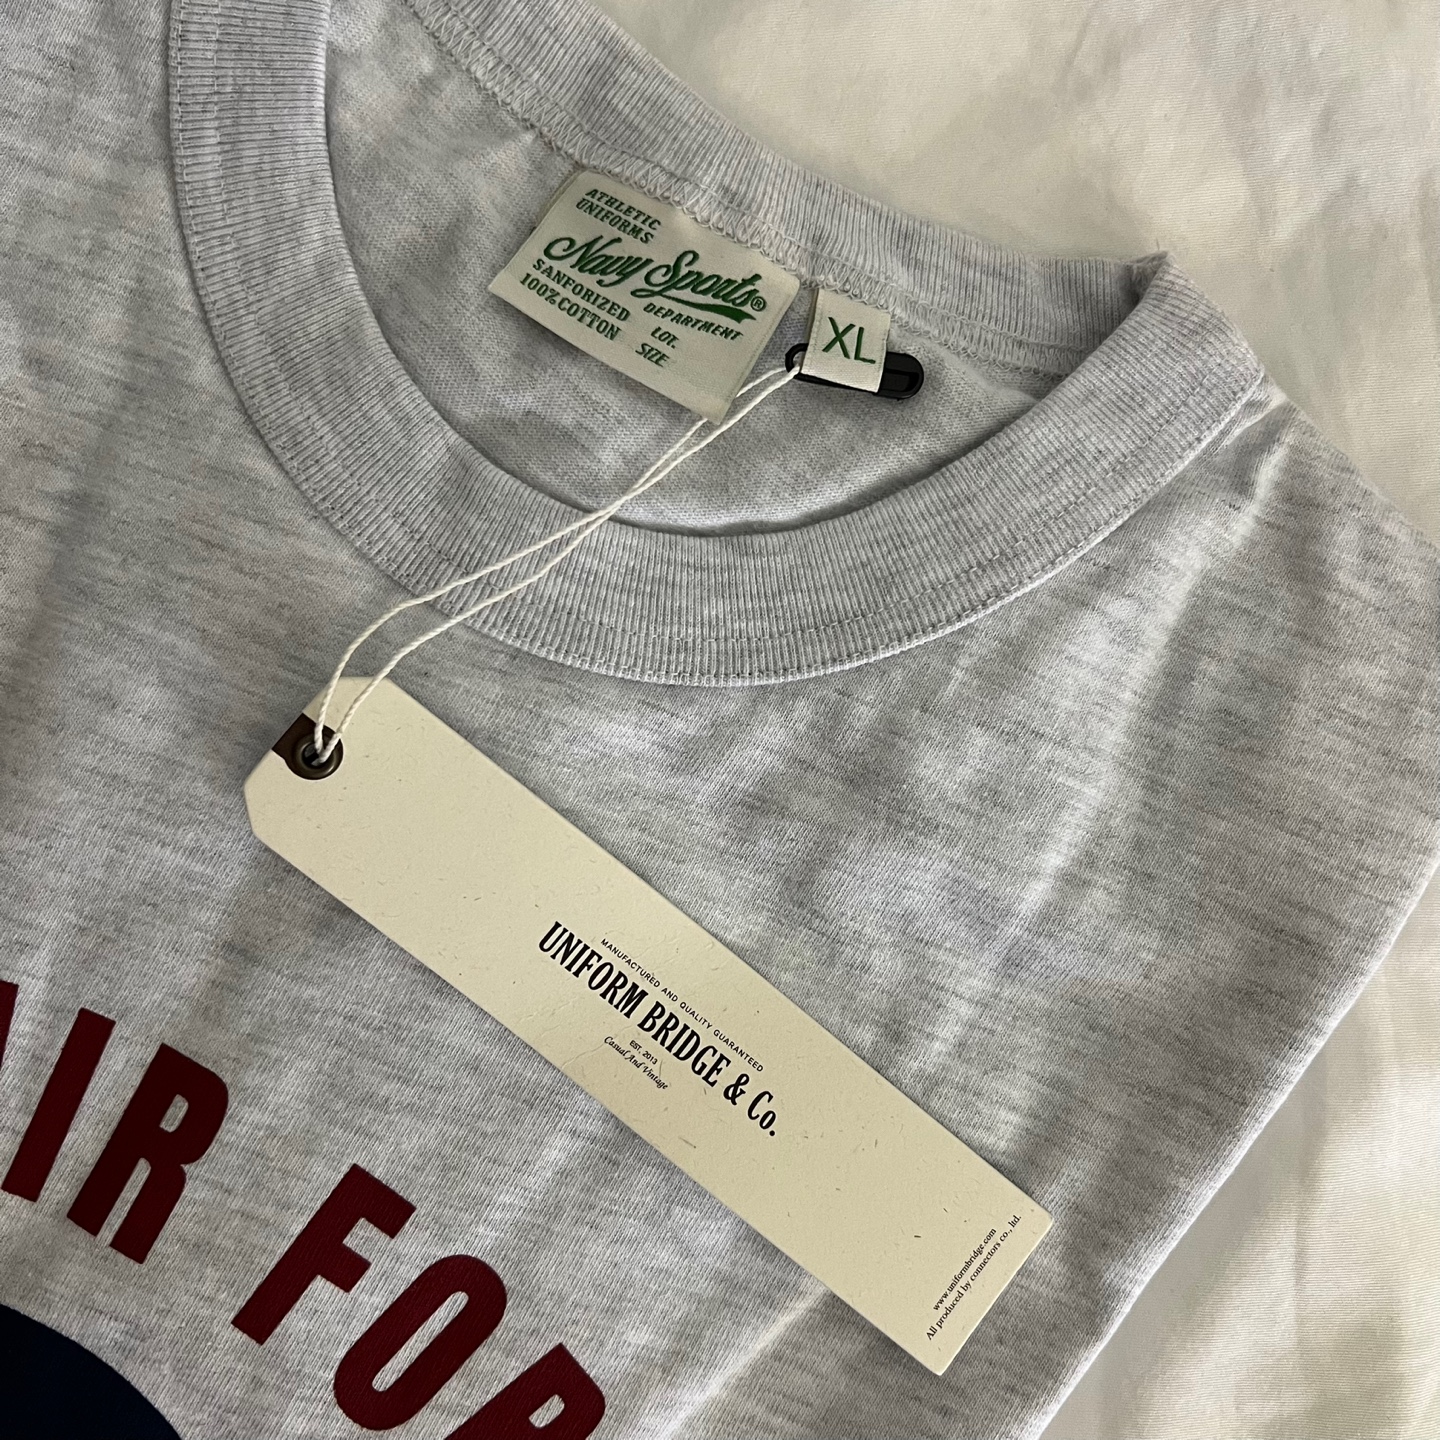 ATHLETIC
UNIFORMS
Navy Sports®
SANFORIZED DEPARTMENT
100% COTTON LOT.
SIZE
XL
MANUFACTURED AND QUALITY GUARANTEED
UNIFORM BRIDGE & Co.
EST. 2013
Casual And Vintage
www.uniformbridge.com
All produced by connectors co., ltd.
AIR FOR